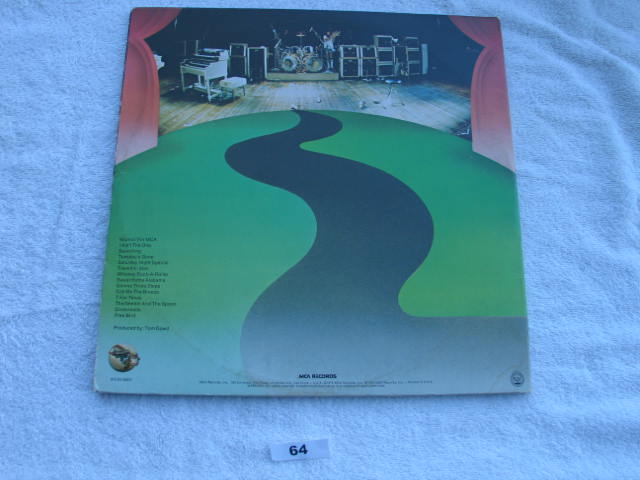 Workin' For MCA
I Ain't The One
Searching
Tuesday's Gone
Saturday Night Special
Travellin' Man
Whiskey Rock-A-Roller
Sweet Home Alabama
Gimme Three Steps
Call Me The Breeze
T For Texas
The Needle And The Spoon
Crossroads
Free Bird
Produced by: Tom Dowd
MCA RECORDS
64